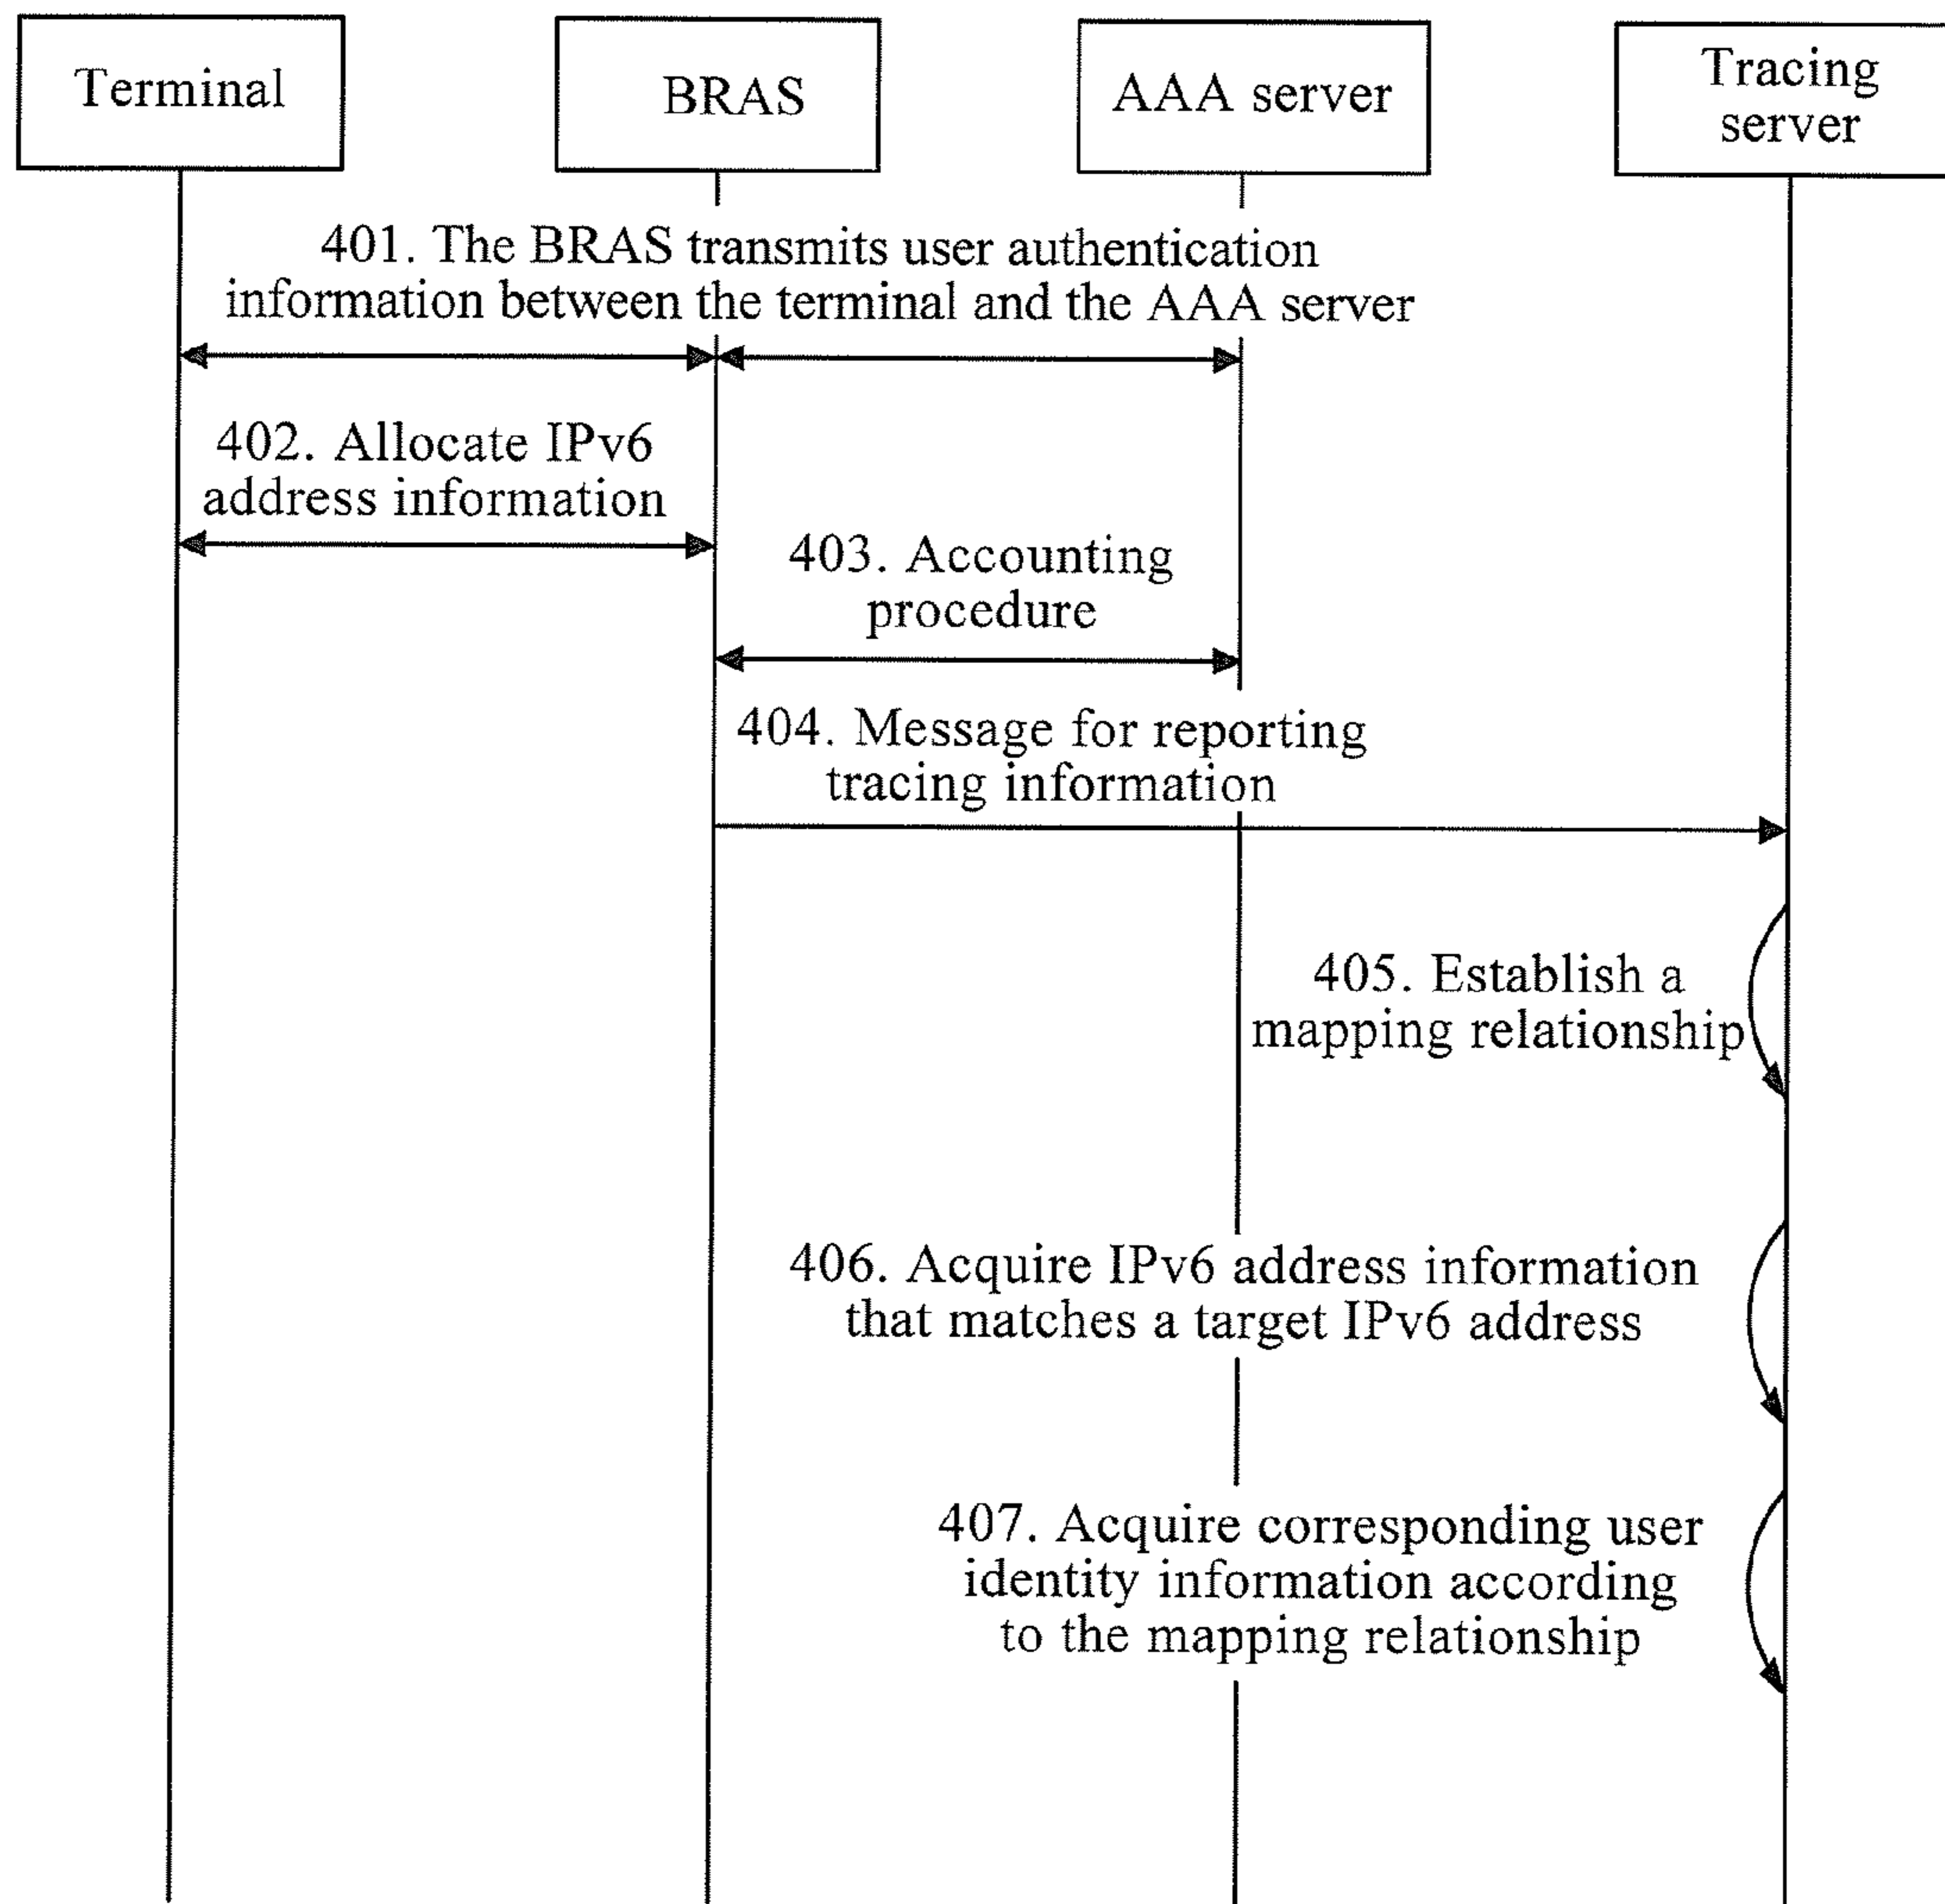 Terminal
BRAS
AAA server
Tracing
server
401. The BRAS transmits user authentication
information between the terminal and the AAA server
402. Allocate IPv6
address information
403. Accounting
procedure
404. Message for reporting
tracing information
405. Establish a
mapping relationship
406. Acquire IPv6 address information
that matches a target IPv6 address
407. Acquire corresponding user
identity information according
to the mapping relationship